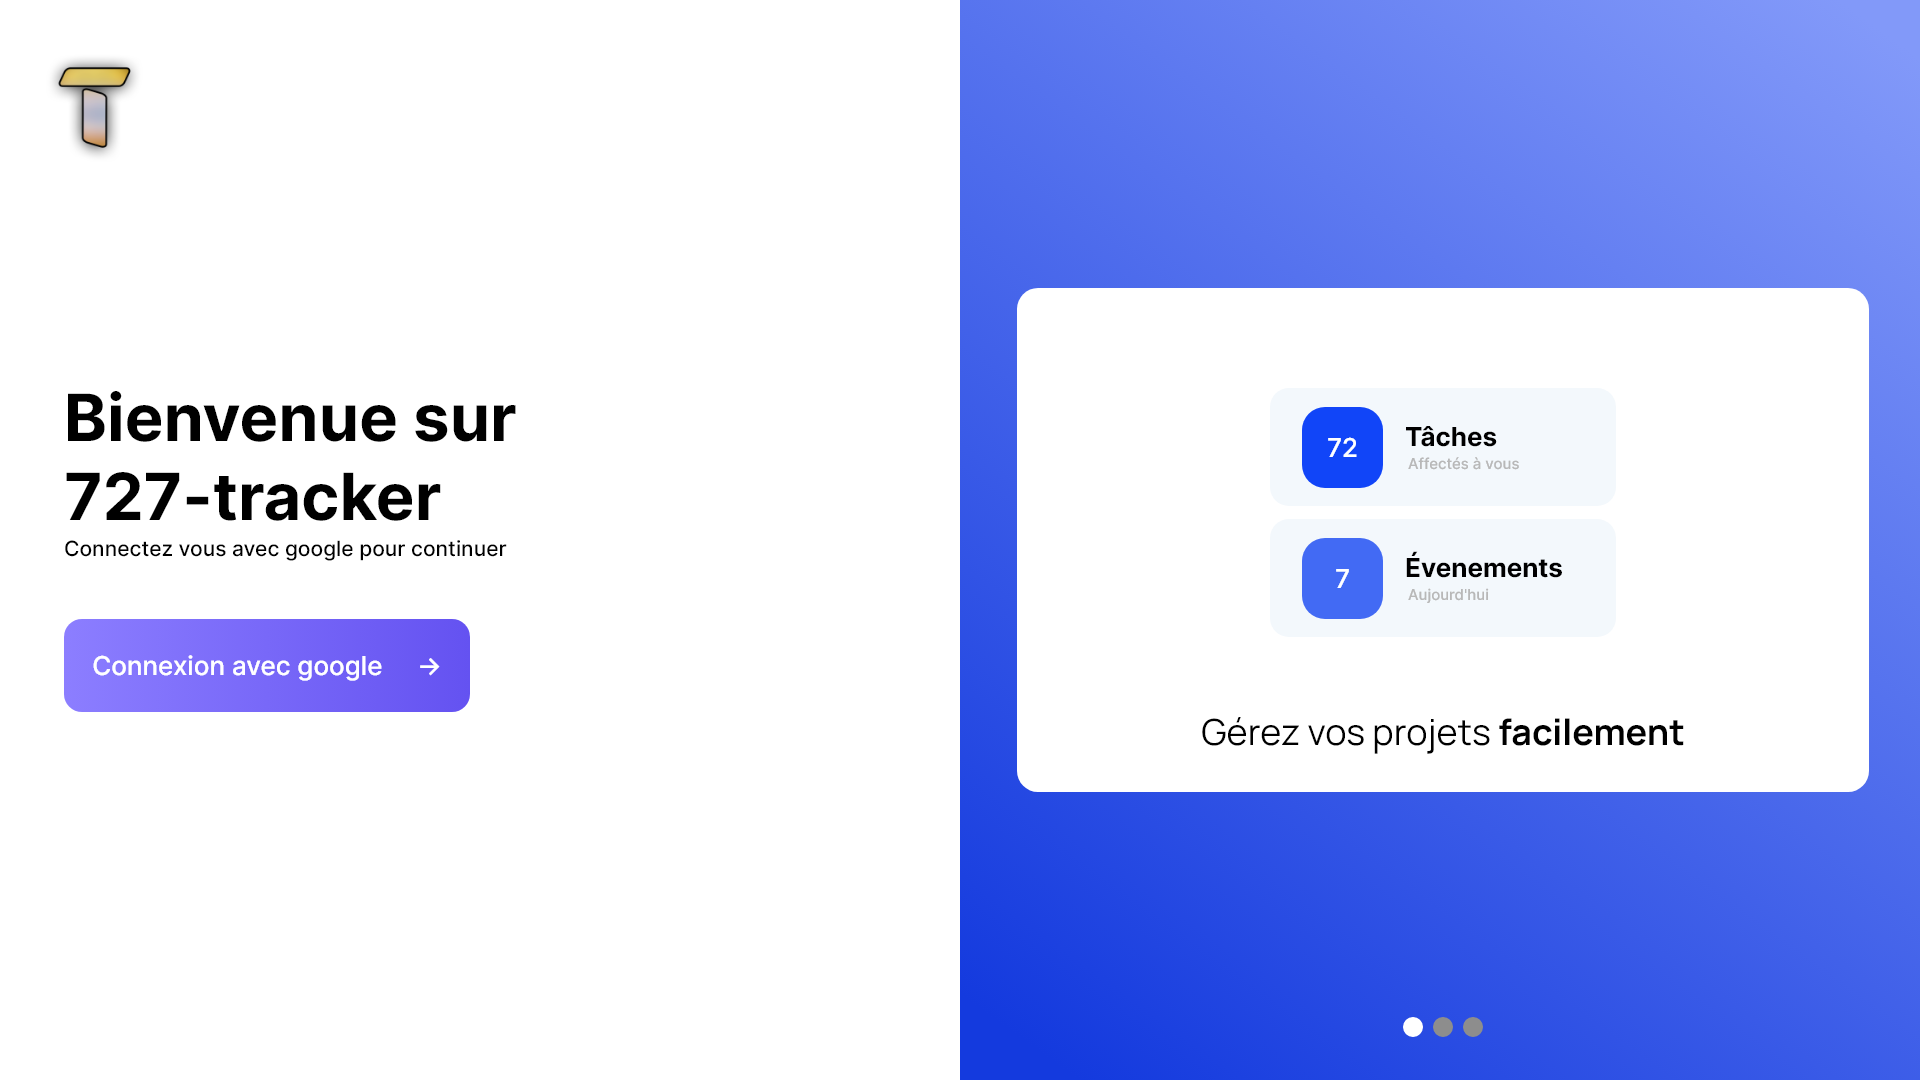 T
Bienvenue sur
727-tracker
Connectez vous avec google pour continuer
Connexion avec google →
72
Tâches
Affectés à vous
7
Évenements
Aujourd'hui
Gérez vos projets facilement